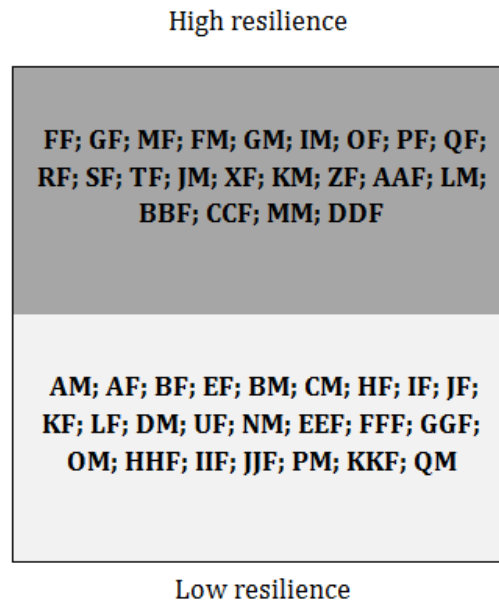 High resilience
FF; GF; MF; FM; GM; IM; OF; PF; QF;
RF; SF; TF; JM; XF; KM; ZF; AAF; LM;
BBF; CCF; MM; DDF
AM; AF; BF; EF; BM; CM; HF; IF; JF;
KF; LF; DM; UF; NM; EEF; FFF; GGF;
OM; HHF; IIF; JJF; PM; KKF; QM
Low resilience